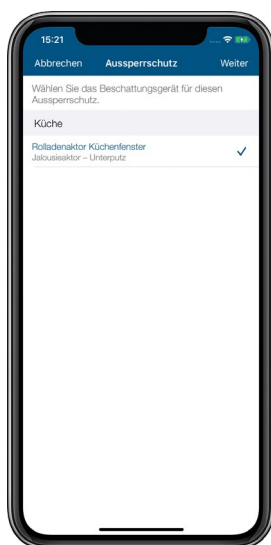 15:21
Abbrechen Aussperrschutz Weiter
Wählen Sie das Beschattungsgerät für diesen
Aussperrschutz.
Küche
Rolladenaktor Küchenfenster
Jalousieaktor – Unterputz